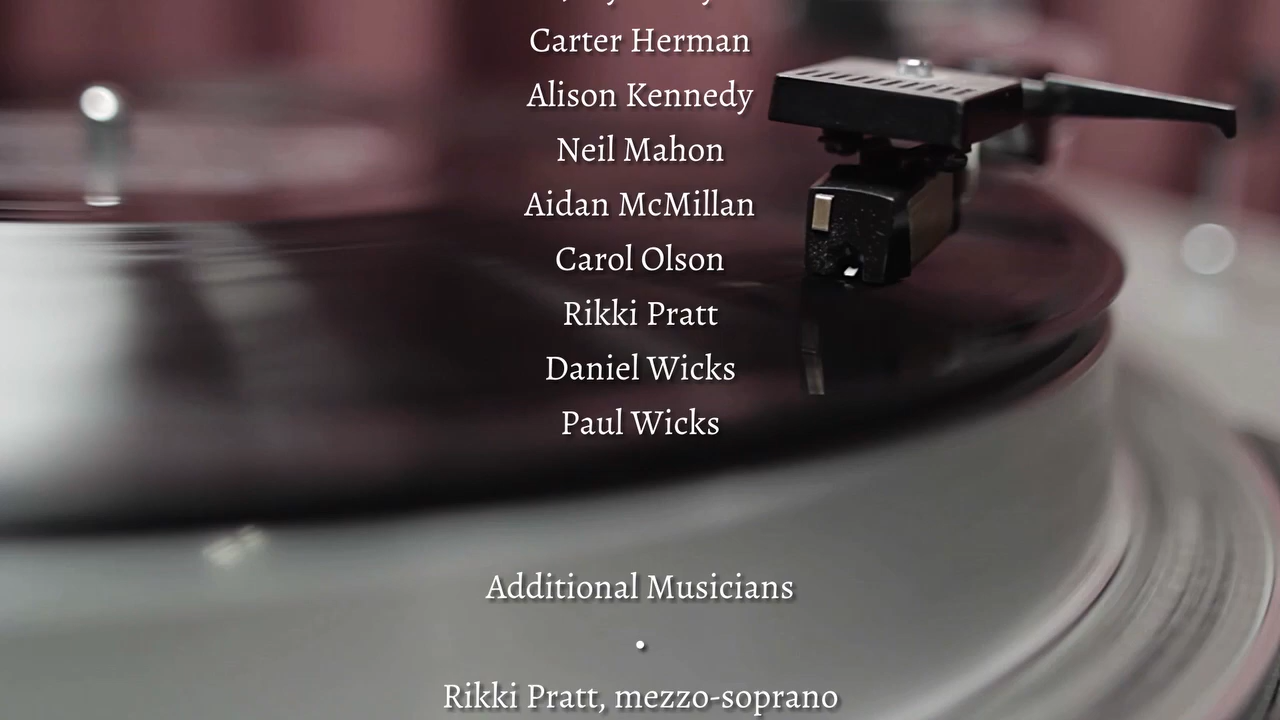 Carter Herman
Alison Kennedy
Neil Mahon
Aidan McMillan
Carol Olson
Rikki Pratt
Daniel Wicks
Paul Wicks
Additional Musicians
•
Rikki Pratt, mezzo-soprano